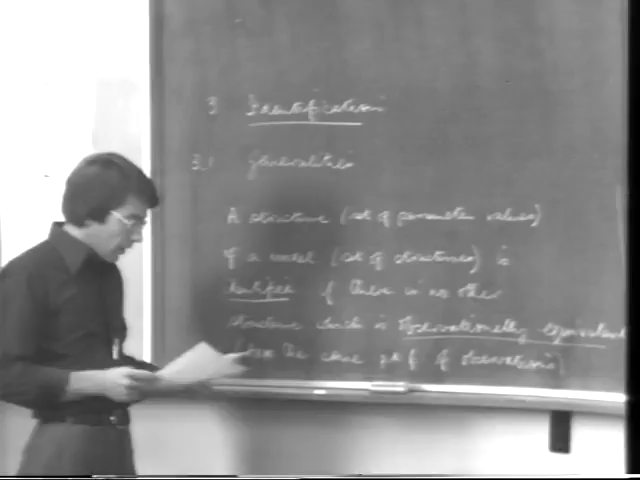 3 Identification
3.1 Generalities
A structure (set of parameter values)
of a model (set of structures) is
identified if there is no other
structure which is observationally equivalent
(has the same pdf of observations)